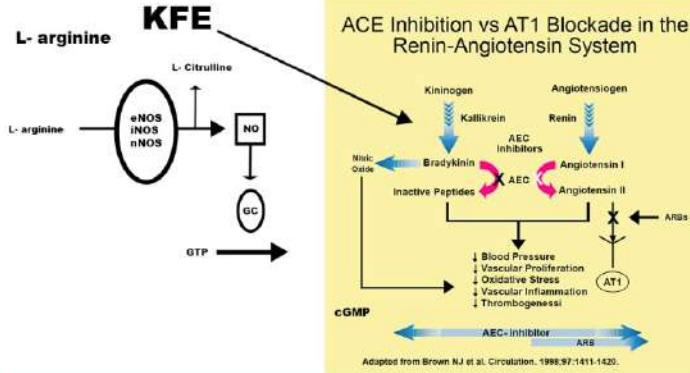 KFE
L- arginine
L- Citrulline
L- arginine
eNOS
iNOS
nNOS
NO
GC
GTP
cGMP
ACE Inhibition vs AT1 Blockade in the
Renin-Angiotensin System
Kininogen
Angiotensiogen
Kallikrein
Renin
AEC
Inhibitors
Nitric
Oxide
Bradykinin
AEC
Angiotensin I
Inactive Peptides
Angiotensin II
X
X
X
ARBs
AT1
↓ Blood Pressure
↓ Vascular Proliferation
↓ Oxidative Stress
↓ Vascular Inflammation
↓ Thrombogenessi
AEC- Inhibitor
ARB
Adapted from Brown NJ et al. Circulation. 1998;97:1411-1420.